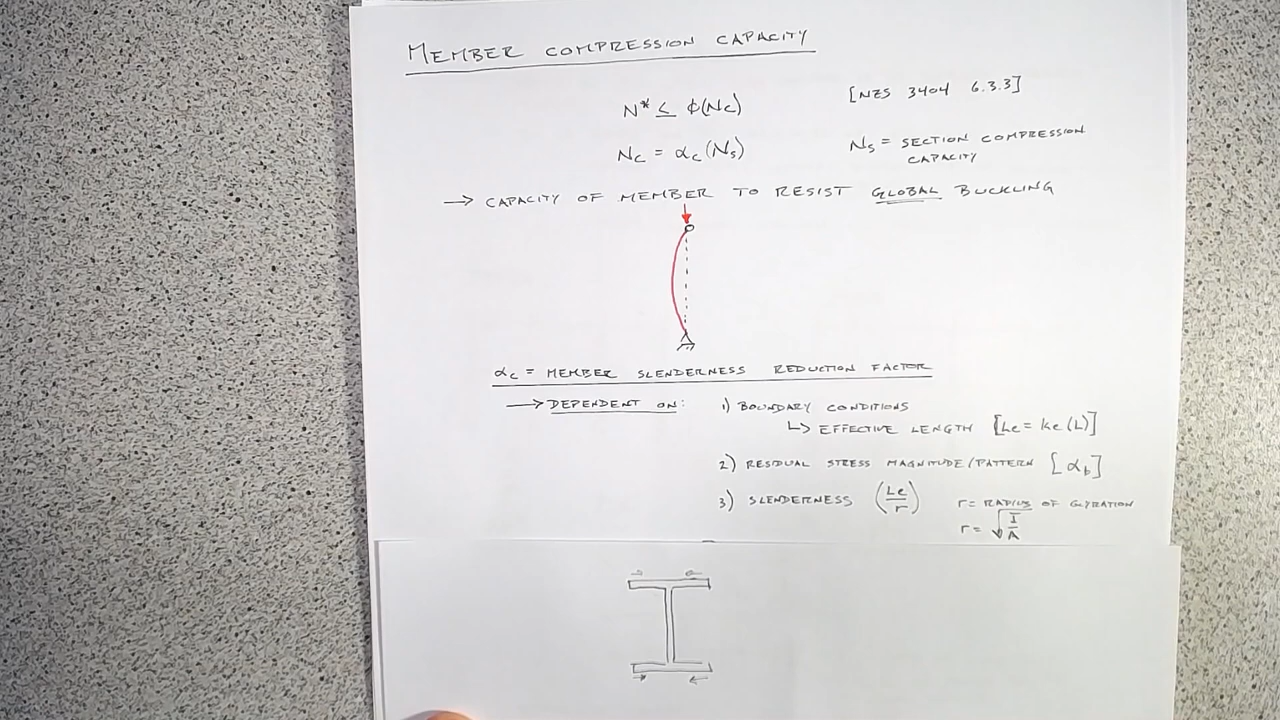 MEMBER COMPRESSION CAPACITY
N* ≤ ϕ(Nc)
[NZS 3404 6.3.3]
Nc = αc(Ns)
Ns = SECTION COMPRESSION
CAPACITY
→ CAPACITY OF MEMBER TO RESIST GLOBAL BUCKLING
αc = MEMBER SLENDERNESS REDUCTION FACTOR
→ DEPENDENT ON:
1) BOUNDARY CONDITIONS
↳ EFFECTIVE LENGTH [Le = ke(L)]
2) RESIDUAL STRESS MAGNITUDE/PATTERN [αb]
3) SLENDERNESS (Le/r)
r = RADIUS OF GYRATION
r = √(I/A)